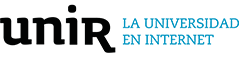 uniR
LA UNIVERSIDAD
EN INTERNET